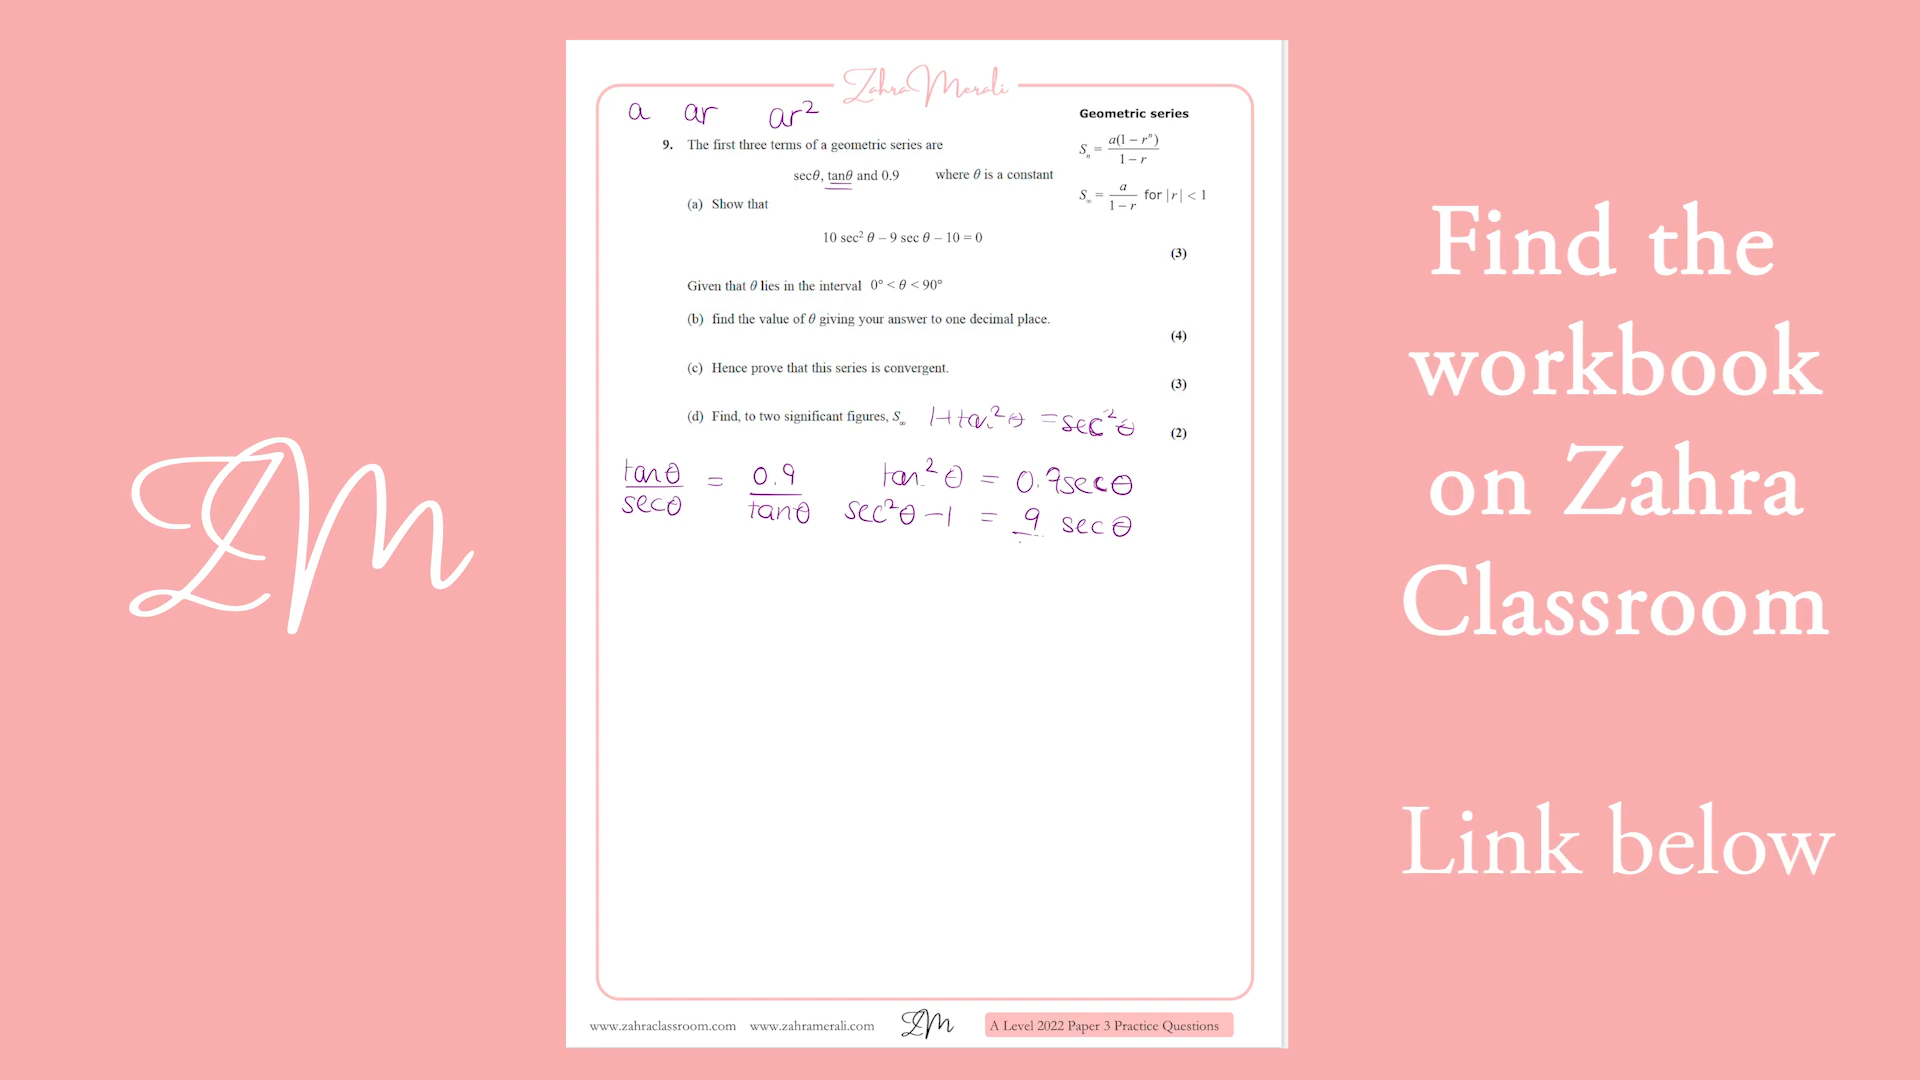 Zahra Merali
a ar ar²
Geometric series
9. The first three terms of a geometric series are
Sₙ = a(1 – rⁿ) / 1 – r
secθ, tanθ and 0.9 where θ is a constant
S∞ = a / 1 – r for |r| < 1
(a) Show that
10 sec² θ – 9 sec θ – 10 = 0
(3)
Given that θ lies in the interval 0° < θ < 90°
(b) find the value of θ giving your answer to one decimal place.
(4)
(c) Hence prove that this series is convergent.
(3)
(d) Find, to two significant figures, S∞
1+tan²θ = sec²θ
(2)
tanθ / secθ = 0.9 / tanθ
tan²θ = 0.9secθ
sec²θ – 1 = 9 secθ
www.zahraclassroom.com www.zahramerali.com ZM A Level 2022 Paper 3 Practice Questions
ZM
Find the
workbook
on Zahra
Classroom
Link below